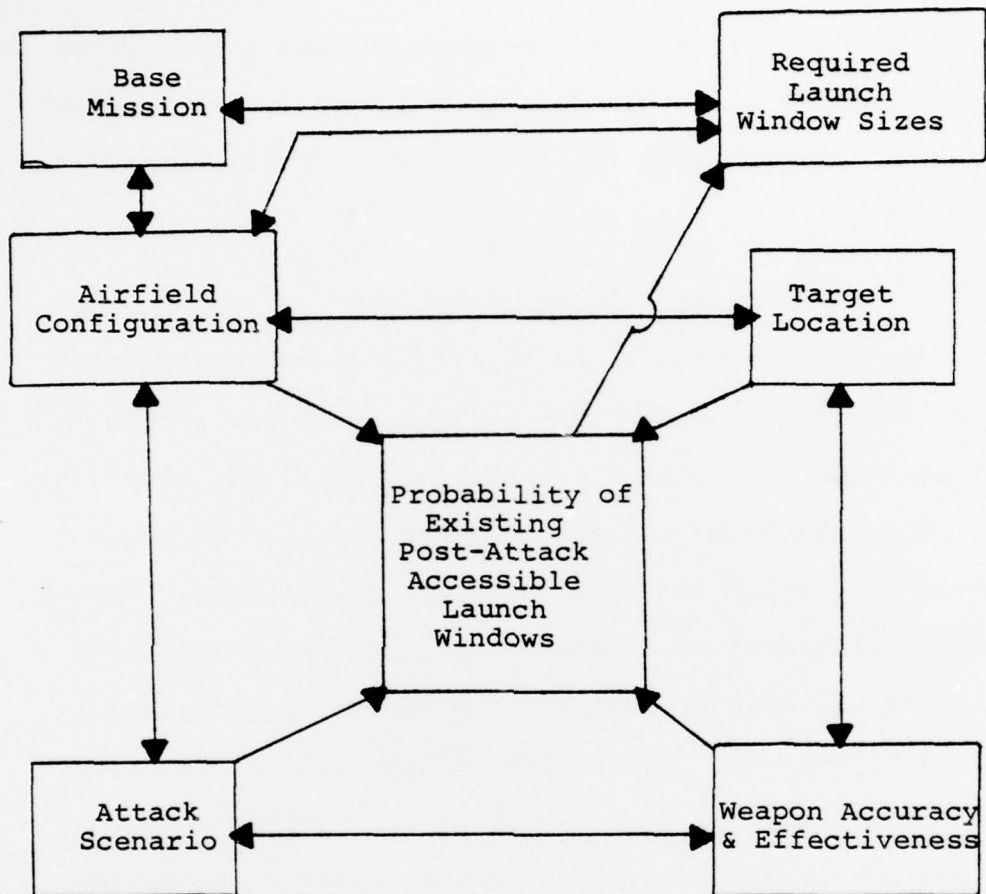 Base
Mission
Required
Launch
Window Sizes
Airfield
Configuration
Target
Location
Probability of
Existing
Post-Attack
Accessible
Launch
Windows
Attack
Scenario
Weapon Accuracy
& Effectiveness